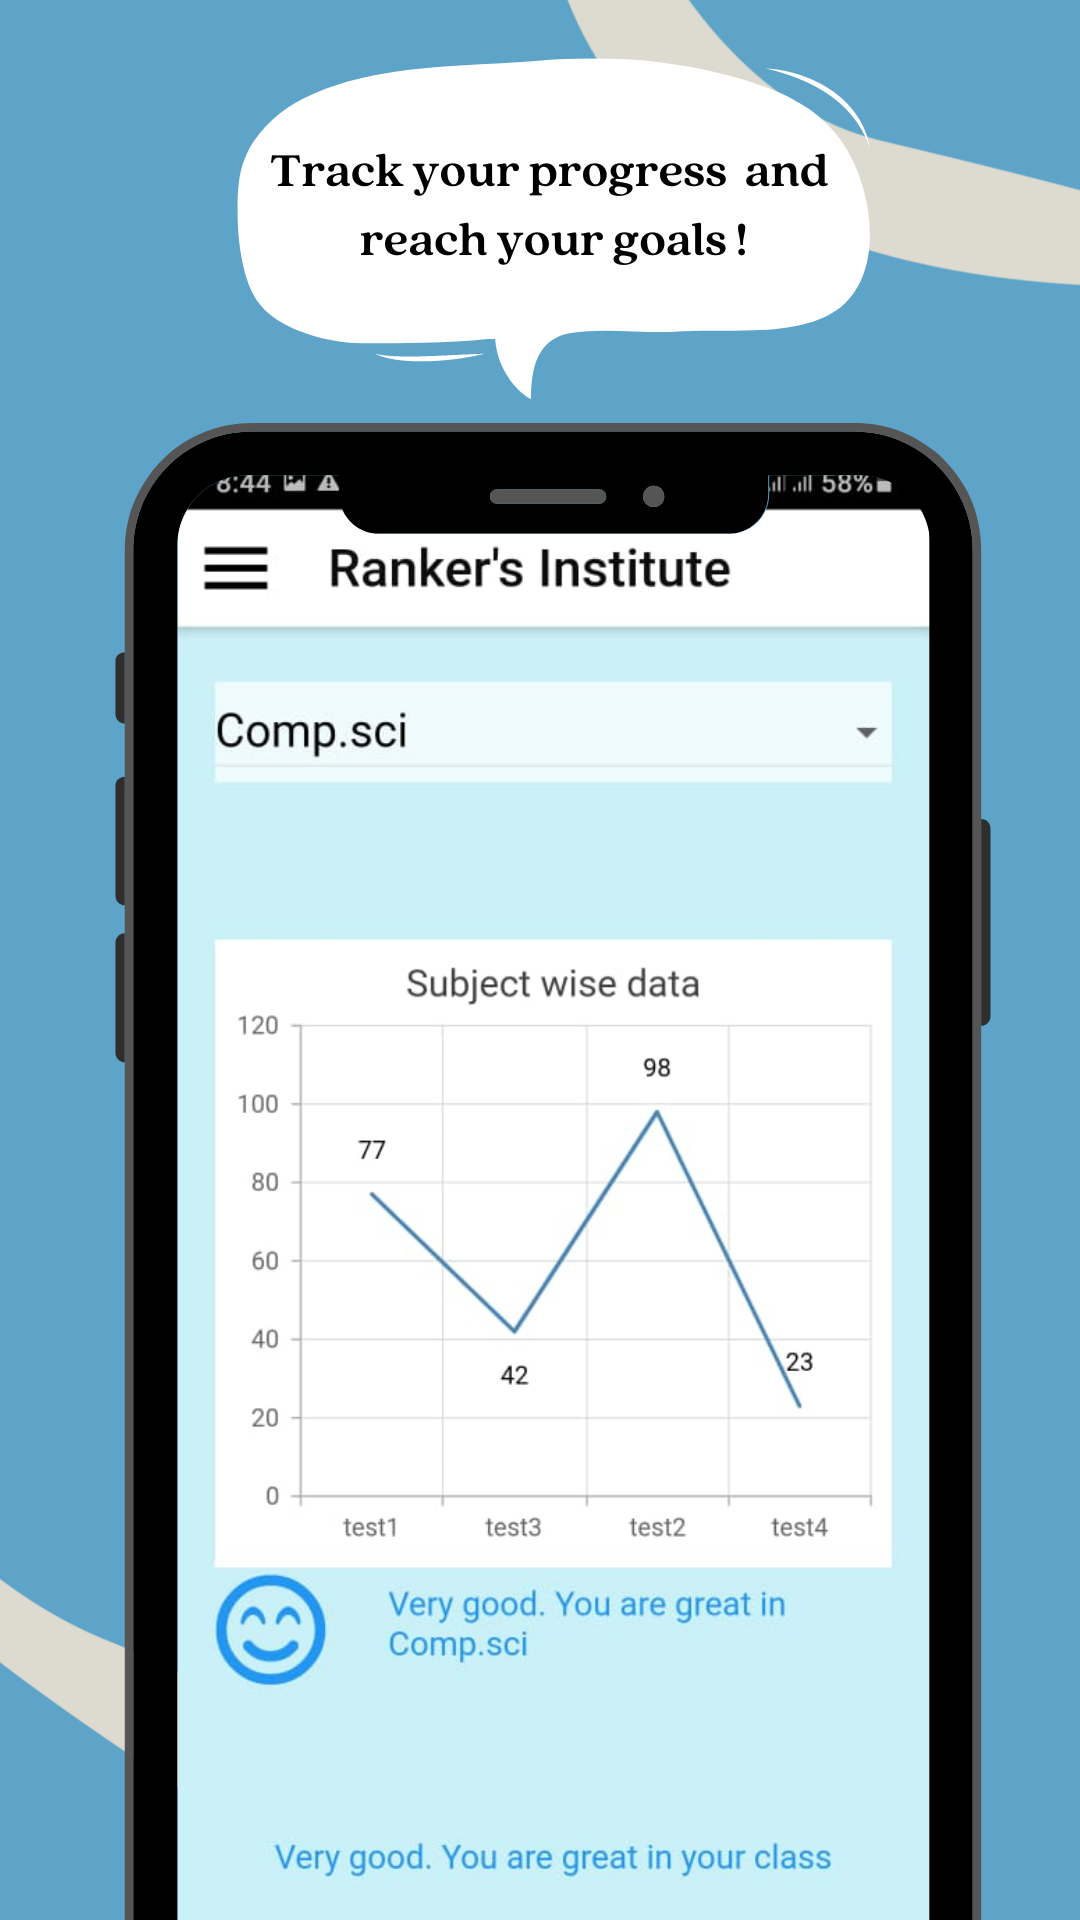 Track your progress and
reach your goals !
8:44 58%
Ranker's Institute
Comp.sci
Subject wise data
120
100
80
60
40
20
0
77
42
98
23
test1 test3 test2 test4
Very good. You are great in
Comp.sci
Very good. You are great in your class